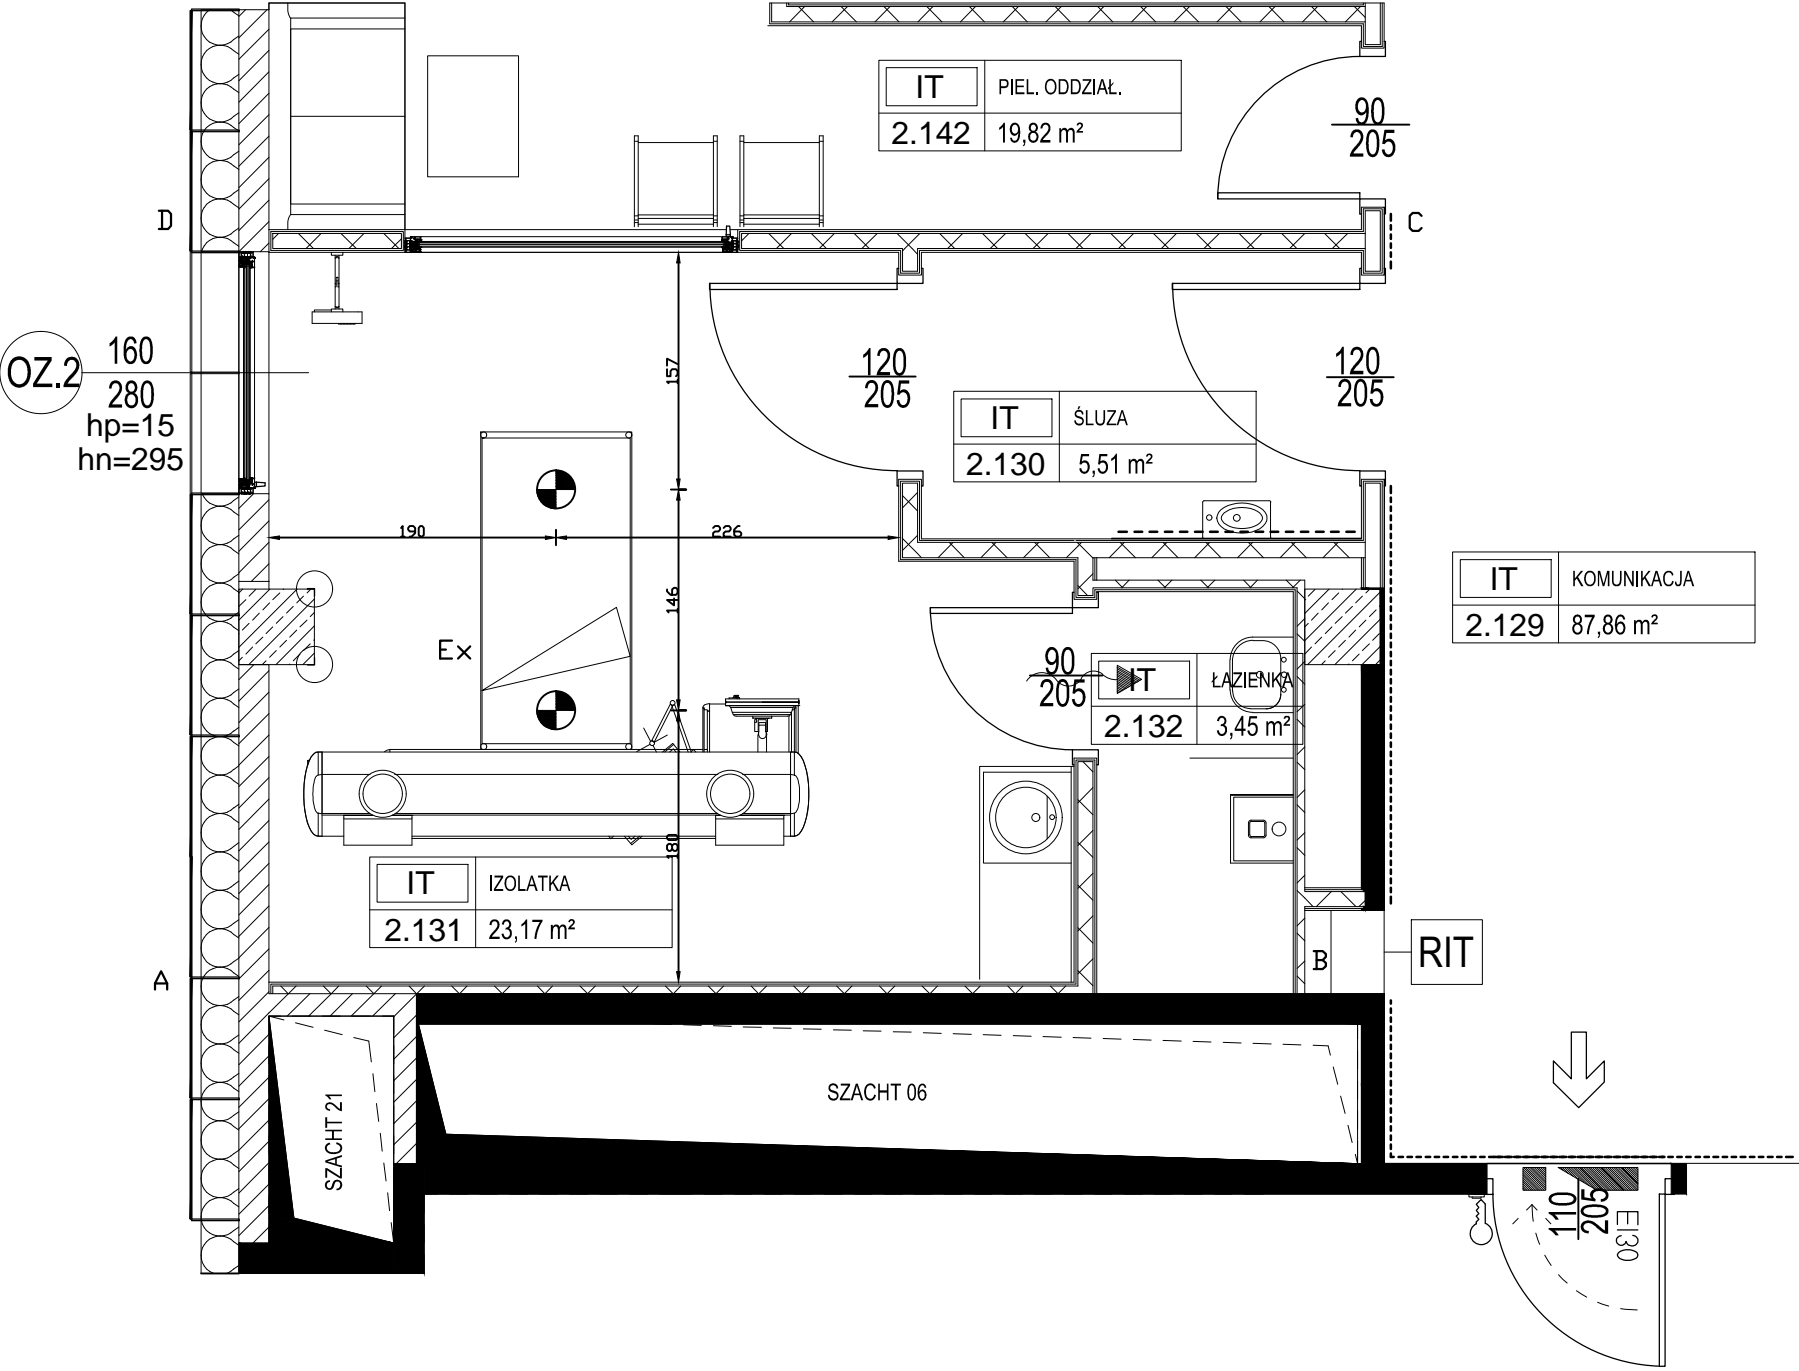 IT PIEL. ODDZIAŁ.
2.142 19,82 m²
90
205
D
C
OZ.2
160
280
hp=15
hn=295
157
120
205
120
205
IT ŚLUZA
2.130 5,51 m²
190
226
146
Ex
IT KOMUNIKACJA
2.129 87,86 m²
90
205
IT ŁAZIENKA
2.132 3,45 m²
180
IT IZOLATKA
2.131 23,17 m²
A
B
RIT
SZACHT 21
SZACHT 06
110
205
EI30